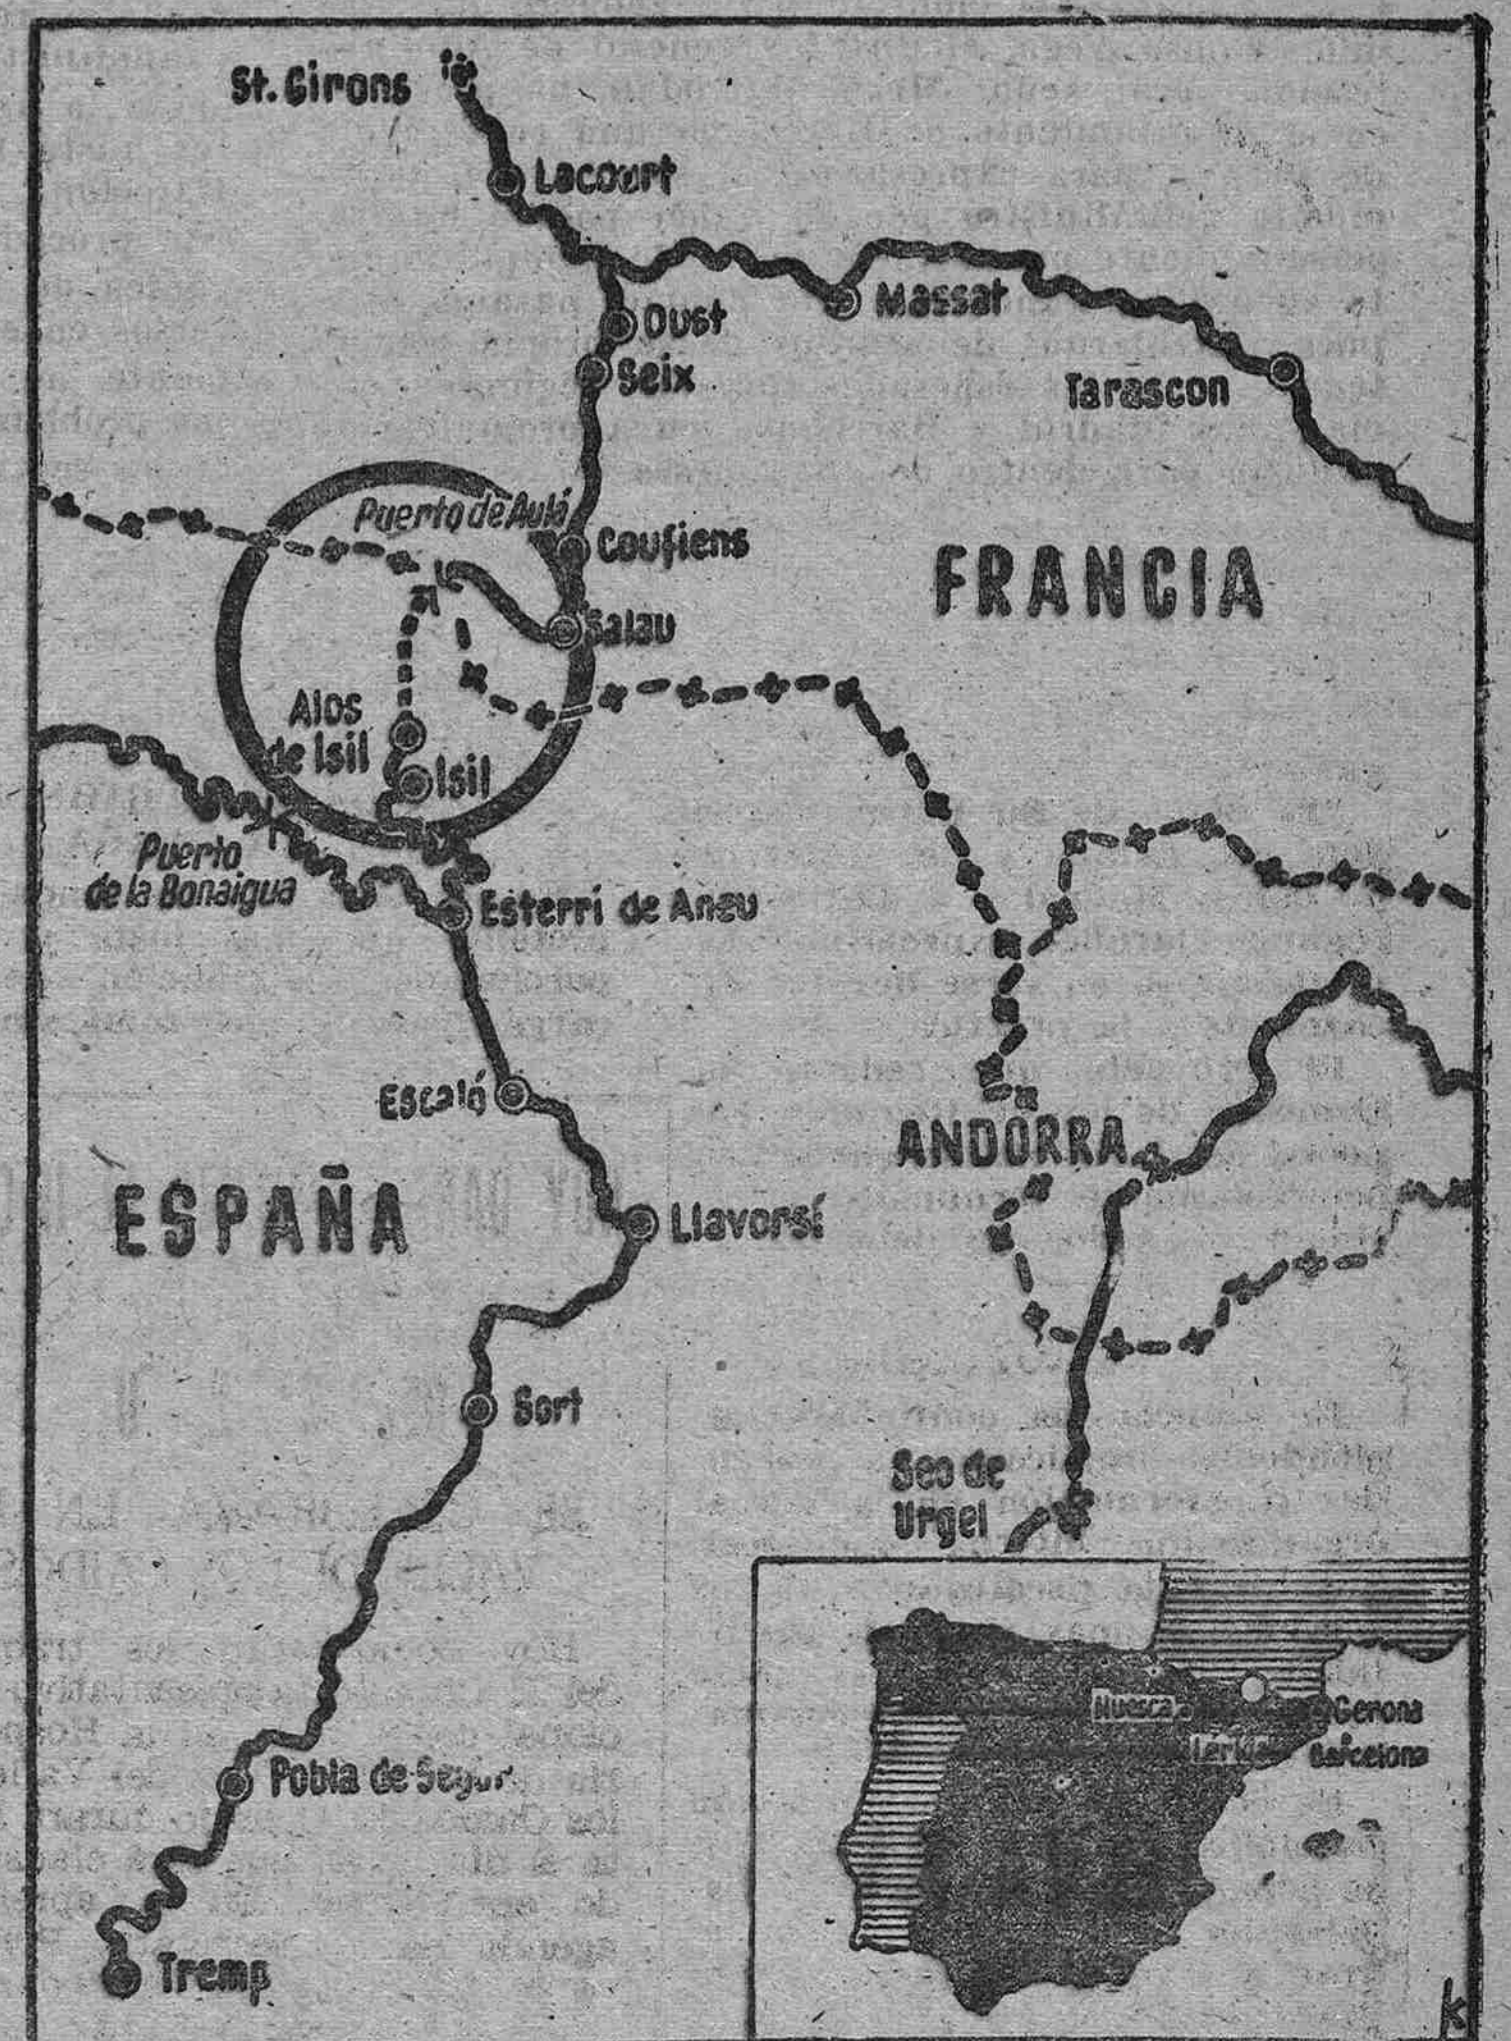 St. Girons
Lacourt
Oust
Massat
Seix
Tarascon
Puerto de Aulá
Couflens
FRANCIA
Salau
Alos
de Isil
Isil
Puerto
de la Bonaigua
Esterri de Aneu
Escaló
ANDORRA
ESPAÑA
Llavorsí
Sort
Seo de
Urgel
Huesca
Gerona
Lerida
Barcelona
Pobla de Segur
Tremp
k